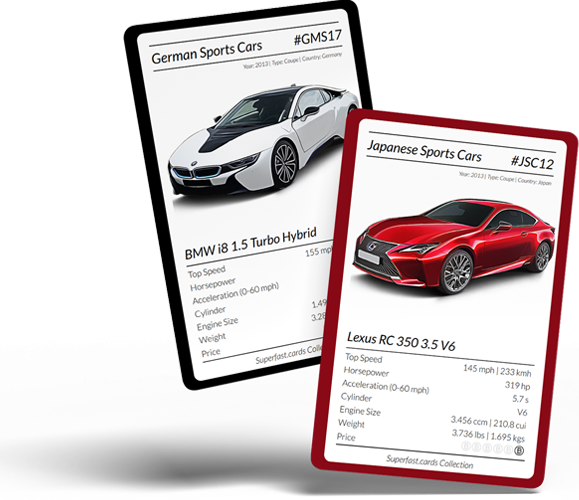 German Sports Cars #GMS17
Year: 2013 | Type: Coupe | Country: Germany
BMW i8 1.5 Turbo Hybrid
Top Speed 155 mph
Horsepower
Acceleration (0-60 mph)
Cylinder
Engine Size 1.49
Weight 3.28
Price
Superfast.cards
Japanese Sports Cars #JSC12
Year: 2013 | Type: Coupe | Country: Japan
Lexus RC 350 3.5 V6
Top Speed 145 mph | 233 kmh
Horsepower 319 hp
Acceleration (0-60 mph) 5.7 s
Cylinder V6
Engine Size 3.456 ccm | 210.8 cui
Weight 3.736 lbs | 1.695 kgs
Price
Superfast.cards Collection